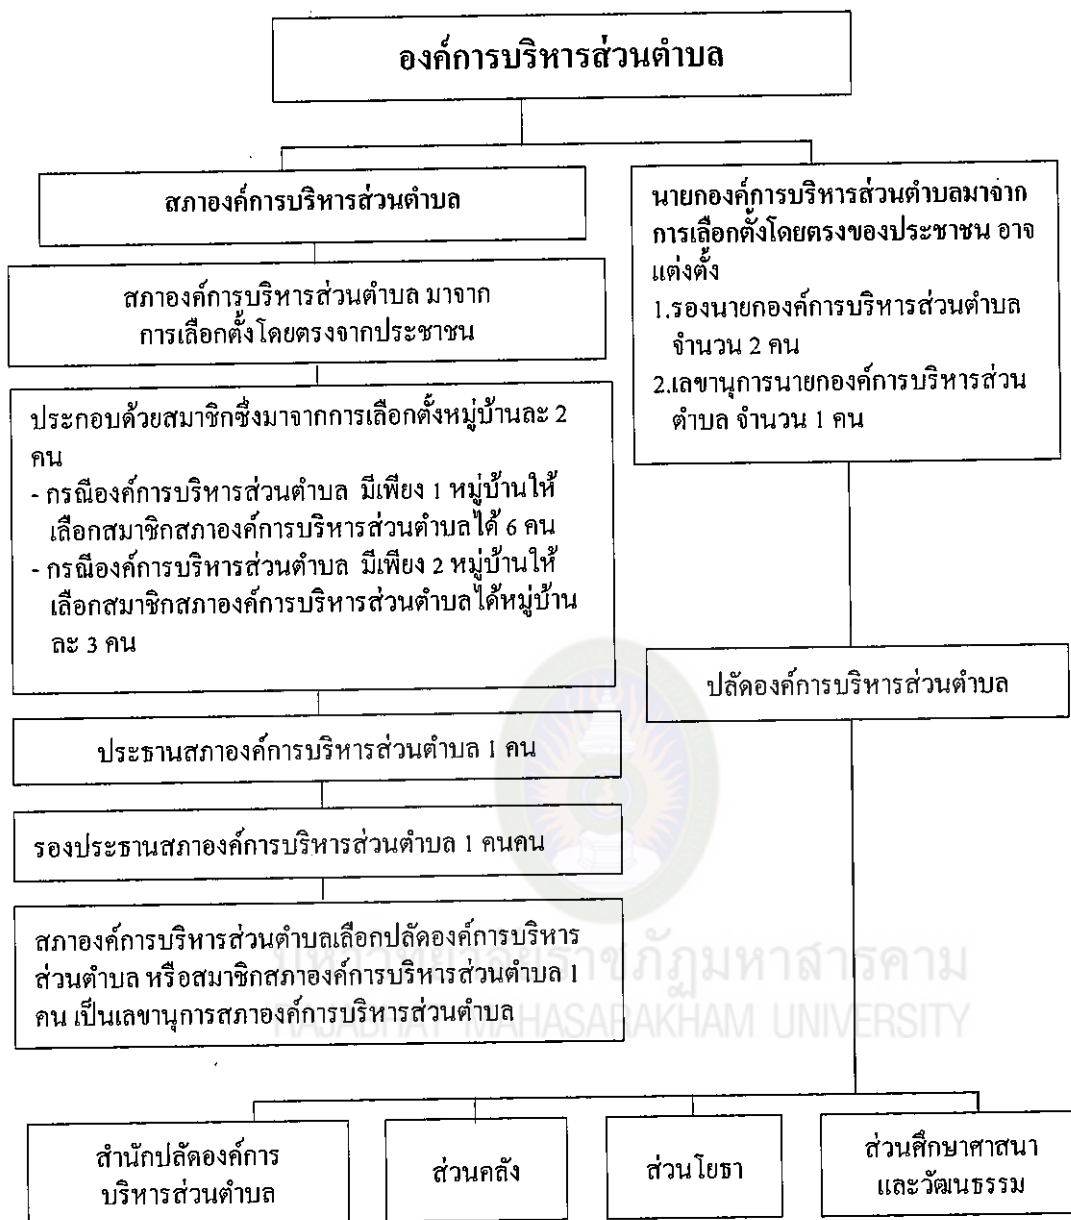 องค์การบริหารส่วนตำบล
สภาองค์การบริหารส่วนตำบล
สภาองค์การบริหารส่วนตำบล มาจาก
การเลือกตั้งโดยตรงจากประชาชน
ประกอบด้วยสมาชิกซึ่งมาจากการเลือกตั้งหมู่บ้านละ 2
คน
- กรณีองค์การบริหารส่วนตำบล มีเพียง 1 หมู่บ้านให้
เลือกสมาชิกสภาองค์การบริหารส่วนตำบลได้ 6 คน
- กรณีองค์การบริหารส่วนตำบล มีเพียง 2 หมู่บ้านให้
เลือกสมาชิกสภาองค์การบริหารส่วนตำบลได้หมู่บ้าน
ละ 3 คน
ประธานสภาองค์การบริหารส่วนตำบล 1 คน
รองประธานสภาองค์การบริหารส่วนตำบล 1 คนคน
สภาองค์การบริหารส่วนตำบลเลือกปลัดองค์การบริหาร
ส่วนตำบล หรือสมาชิกสภาองค์การบริหารส่วนตำบล 1
คน เป็นเลขานุการสภาองค์การบริหารส่วนตำบล
นายกองค์การบริหารส่วนตำบลมาจาก
การเลือกตั้งโดยตรงของประชาชน อาจ
แต่งตั้ง
1.รองนายกองค์การบริหารส่วนตำบล
จำนวน 2 คน
2.เลขานุการนายกองค์การบริหารส่วน
ตำบล จำนวน 1 คน
ปลัดองค์การบริหารส่วนตำบล
มหาวิทยาลัยราชภัฏมหาสารคาม
RAJABHAT MAHASARAKHAM UNIVERSITY
สำนักปลัดองค์การ
บริหารส่วนตำบล
ส่วนคลัง
ส่วนโยธา
ส่วนศึกษาศาสนา
และวัฒนธรรม